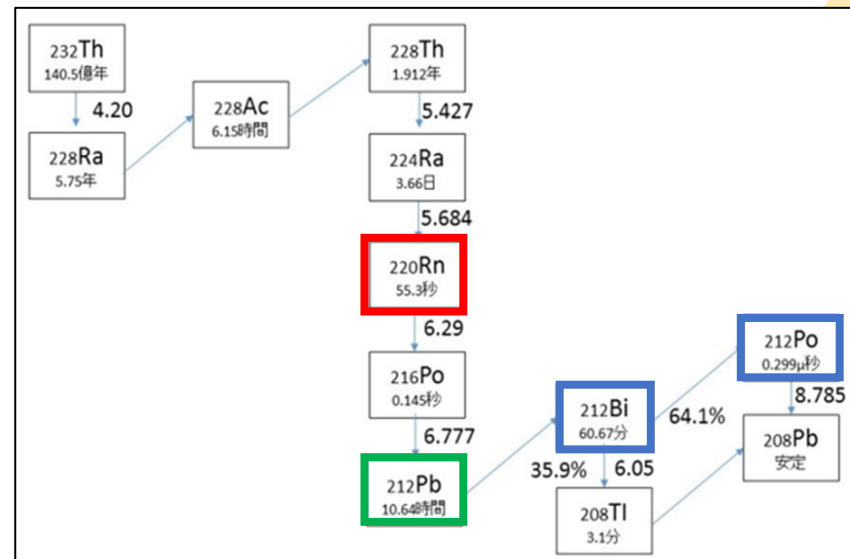 232Th
140.5億年
4.20
228Ra
5.75年
228Ac
6.15時間
228Th
1.912年
5.427
224Ra
3.66日
5.684
220Rn
55.3秒
6.29
216Po
0.145秒
6.777
212Pb
10.64時間
212Bi
60.67分
35.9%
6.05
208Tl
3.1分
64.1%
212Po
0.299μ秒
8.785
208Pb
安定